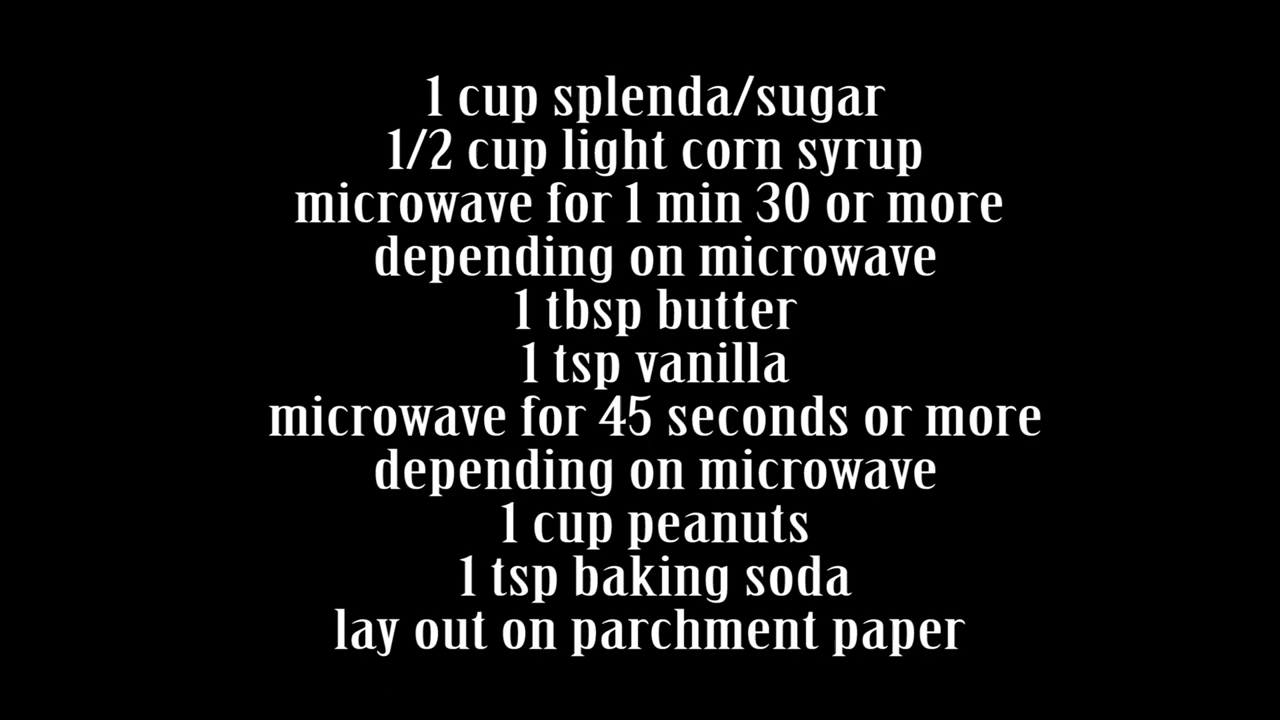 1 cup splenda/sugar
1/2 cup light corn syrup
microwave for 1 min 30 or more
depending on microwave
1 tbsp butter
1 tsp vanilla
microwave for 45 seconds or more
depending on microwave
1 cup peanuts
1 tsp baking soda
lay out on parchment paper